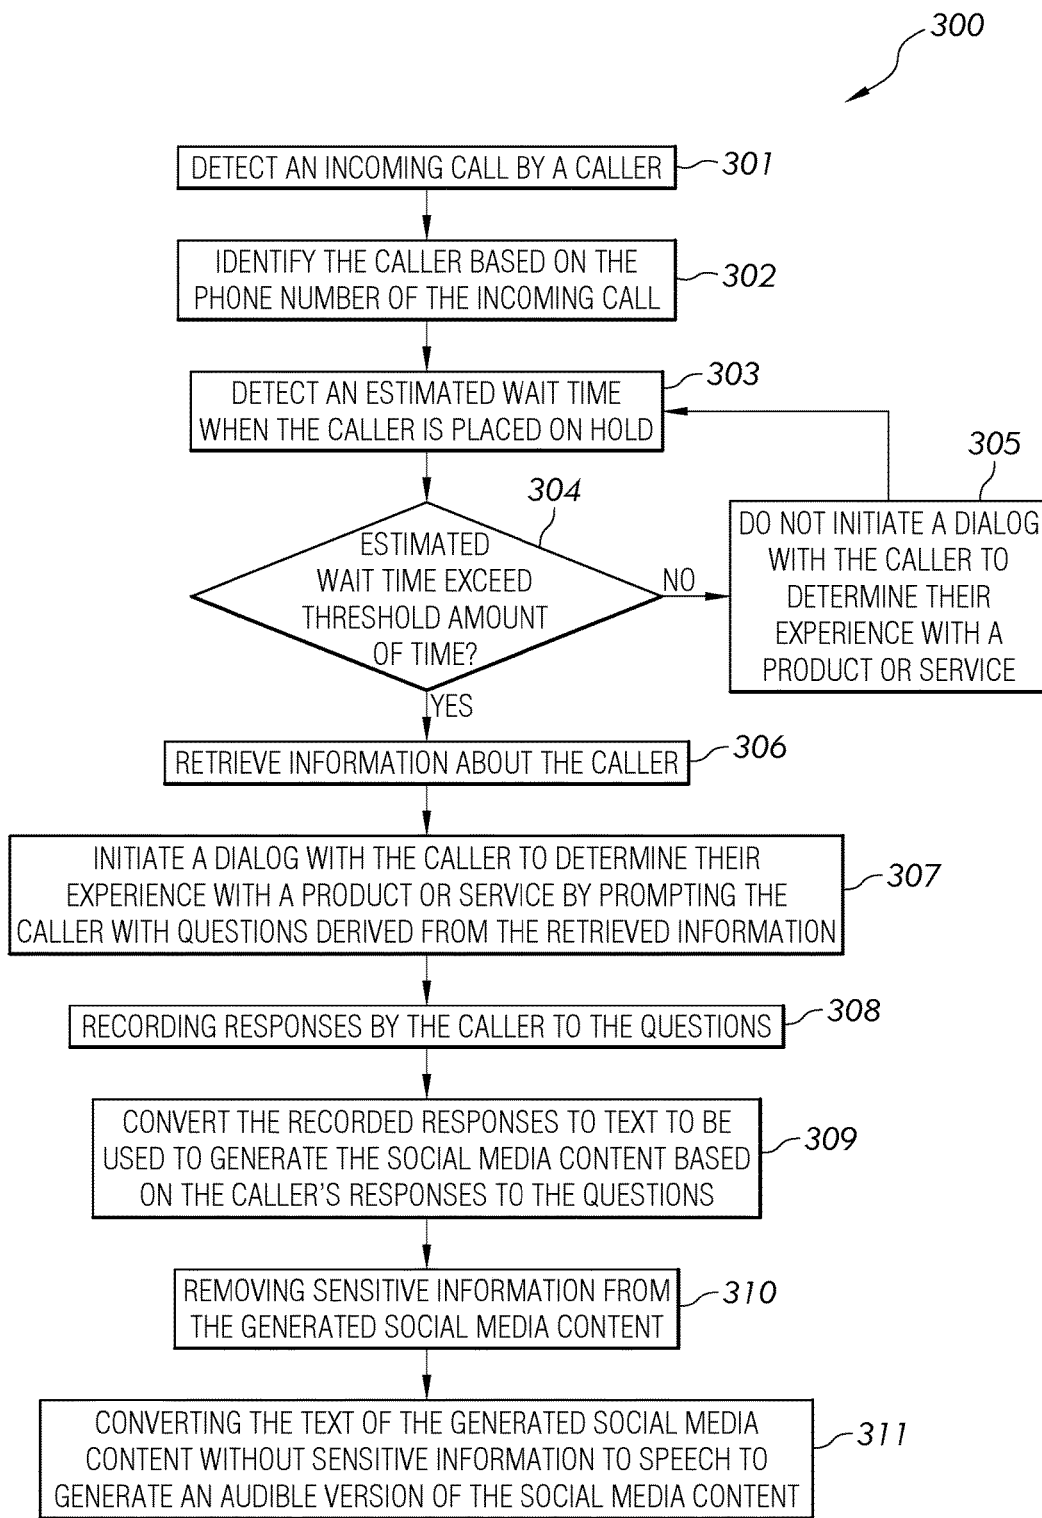 300
DETECT AN INCOMING CALL BY A CALLER
301
IDENTIFY THE CALLER BASED ON THE
PHONE NUMBER OF THE INCOMING CALL
302
DETECT AN ESTIMATED WAIT TIME
WHEN THE CALLER IS PLACED ON HOLD
303
304
ESTIMATED
WAIT TIME EXCEED
THRESHOLD AMOUNT
OF TIME?
NO
305
DO NOT INITIATE A DIALOG
WITH THE CALLER TO
DETERMINE THEIR
EXPERIENCE WITH A
PRODUCT OR SERVICE
YES
RETRIEVE INFORMATION ABOUT THE CALLER
306
INITIATE A DIALOG WITH THE CALLER TO DETERMINE THEIR
EXPERIENCE WITH A PRODUCT OR SERVICE BY PROMPTING THE
CALLER WITH QUESTIONS DERIVED FROM THE RETRIEVED INFORMATION
307
RECORDING RESPONSES BY THE CALLER TO THE QUESTIONS
308
CONVERT THE RECORDED RESPONSES TO TEXT TO BE
USED TO GENERATE THE SOCIAL MEDIA CONTENT BASED
ON THE CALLER'S RESPONSES TO THE QUESTIONS
309
REMOVING SENSITIVE INFORMATION FROM
THE GENERATED SOCIAL MEDIA CONTENT
310
CONVERTING THE TEXT OF THE GENERATED SOCIAL MEDIA
CONTENT WITHOUT SENSITIVE INFORMATION TO SPEECH TO
GENERATE AN AUDIBLE VERSION OF THE SOCIAL MEDIA CONTENT
311